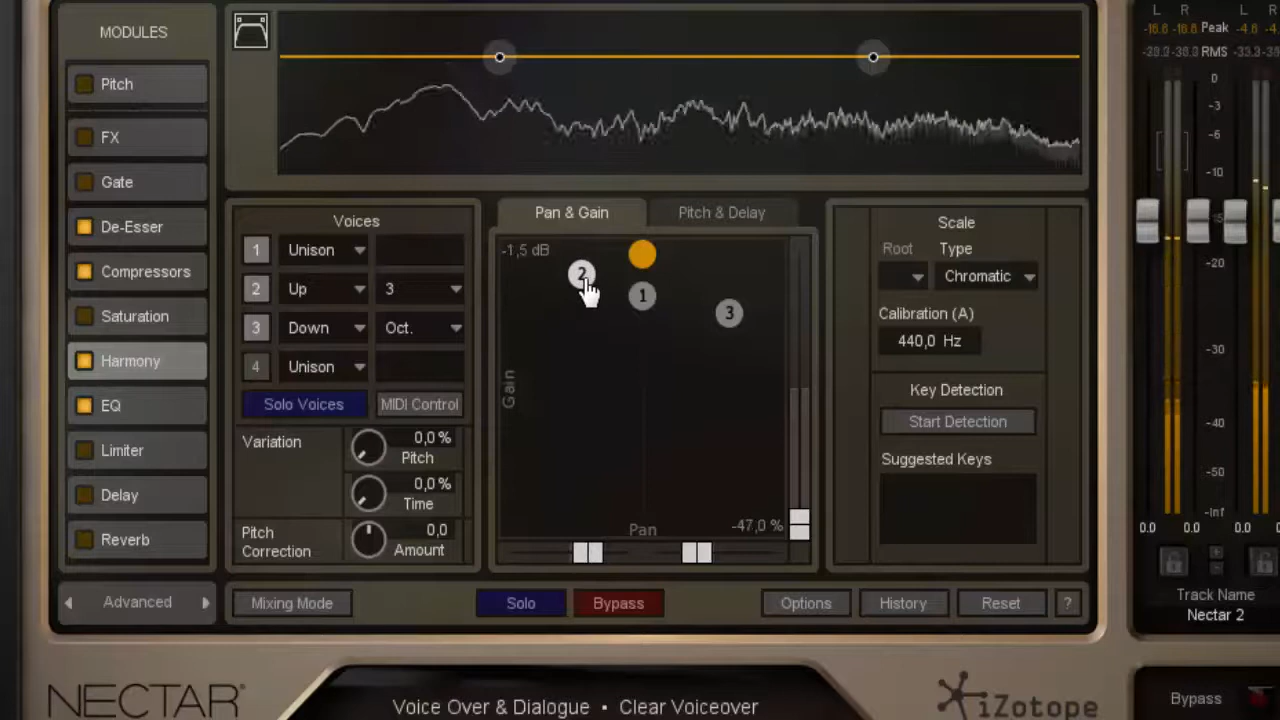 MODULES
Pitch
FX
Gate
De-Esser
Compressors
Saturation
Harmony
EQ
Limiter
Delay
Reverb
Advanced
Voices
1 Unison
2 Up 3
3 Down Oct.
4 Unison
Solo Voices MIDI Control
Variation 0,0 %
Pitch
0,0 %
Time
Pitch Correction 0,0
Amount
Pan & Gain Pitch & Delay
-1,5 dB
2
1
3
Gain
Pan -47,0 %
Scale
Root Type
Chromatic
Calibration (A)
440,0 Hz
Key Detection
Start Detection
Suggested Keys
Mixing Mode Solo Bypass Options History Reset ?
NECTAR
Voice Over & Dialogue • Clear Voiceover
iZotope
L R L R
Peak
RMS
0
-3
-6
-10
-20
-30
-40
-50
-Inf
0.0 0.0 0.0
Track Name
Nectar 2
Bypass